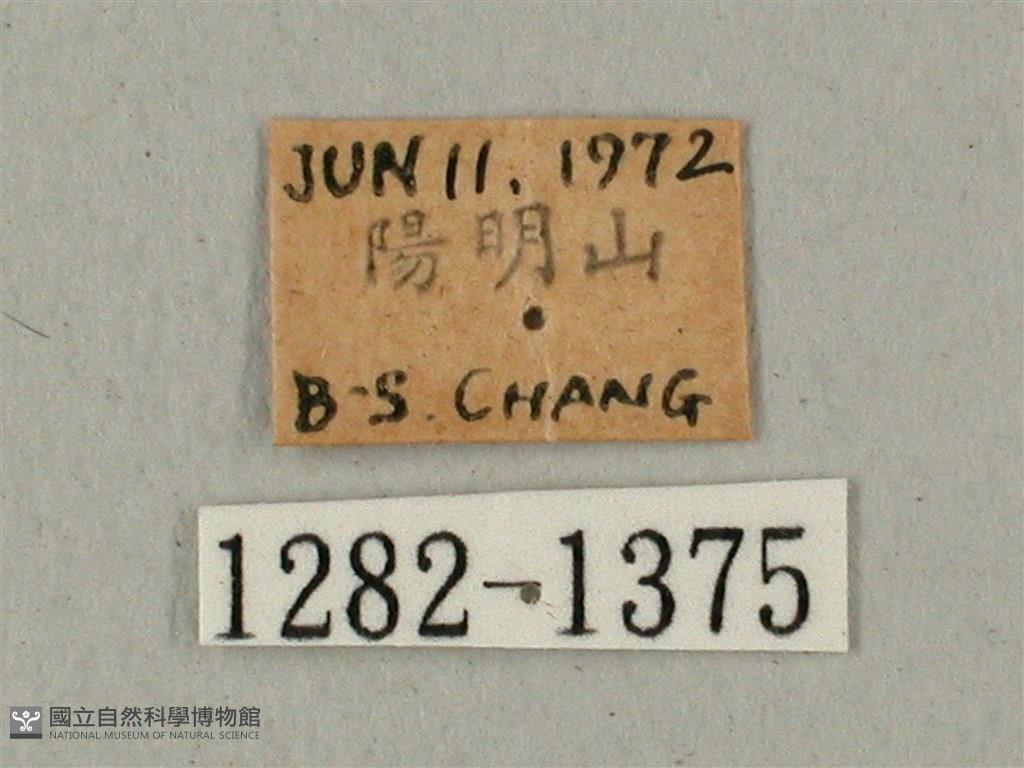 JUN 11. 1972
陽明山
B-S. CHANG
1282-1375
國立自然科學博物館
NATIONAL MUSEUM OF NATURAL SCIENCE